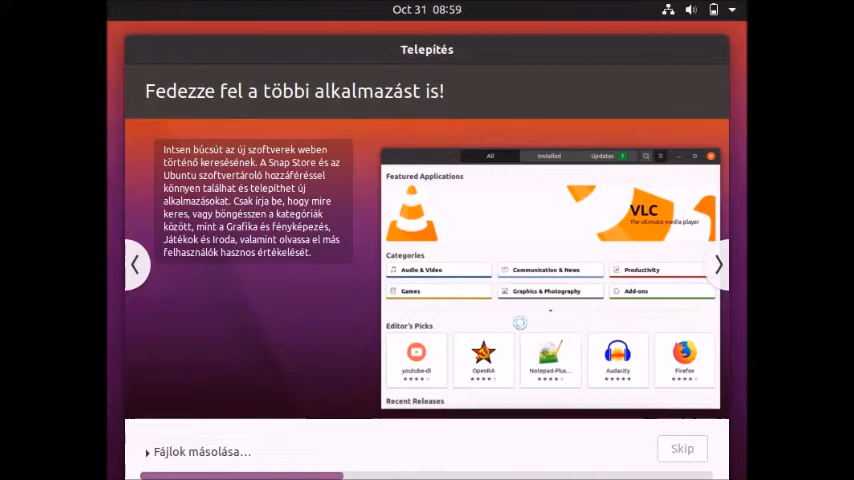 Oct 31 08:59
Telepítés
Fedezze fel a többi alkalmazást is!
Intsen búcsút az új szoftverek weben
történő keresésének. A Snap Store és az
Ubuntu szoftvertároló hozzáféréssel
könnyen találhat és telepíthet új
alkalmazásokat. Csak írja be, hogy mire
keres, vagy böngésszen a kategóriák
között, mint a Grafika és fényképezés,
Játékok és Iroda, valamint olvassa el más
felhasználók hasznos értékelését.
All Installed Updates
Featured Applications
VLC
The ultimate media player
Categories
Audio & Video Communication & News Productivity
Games Graphics & Photography Add-ons
Editor's Picks
youtube-dl OpenRA Notepad-Plus... Audacity Firefox
Recent Releases
Fájlok másolása...
Skip